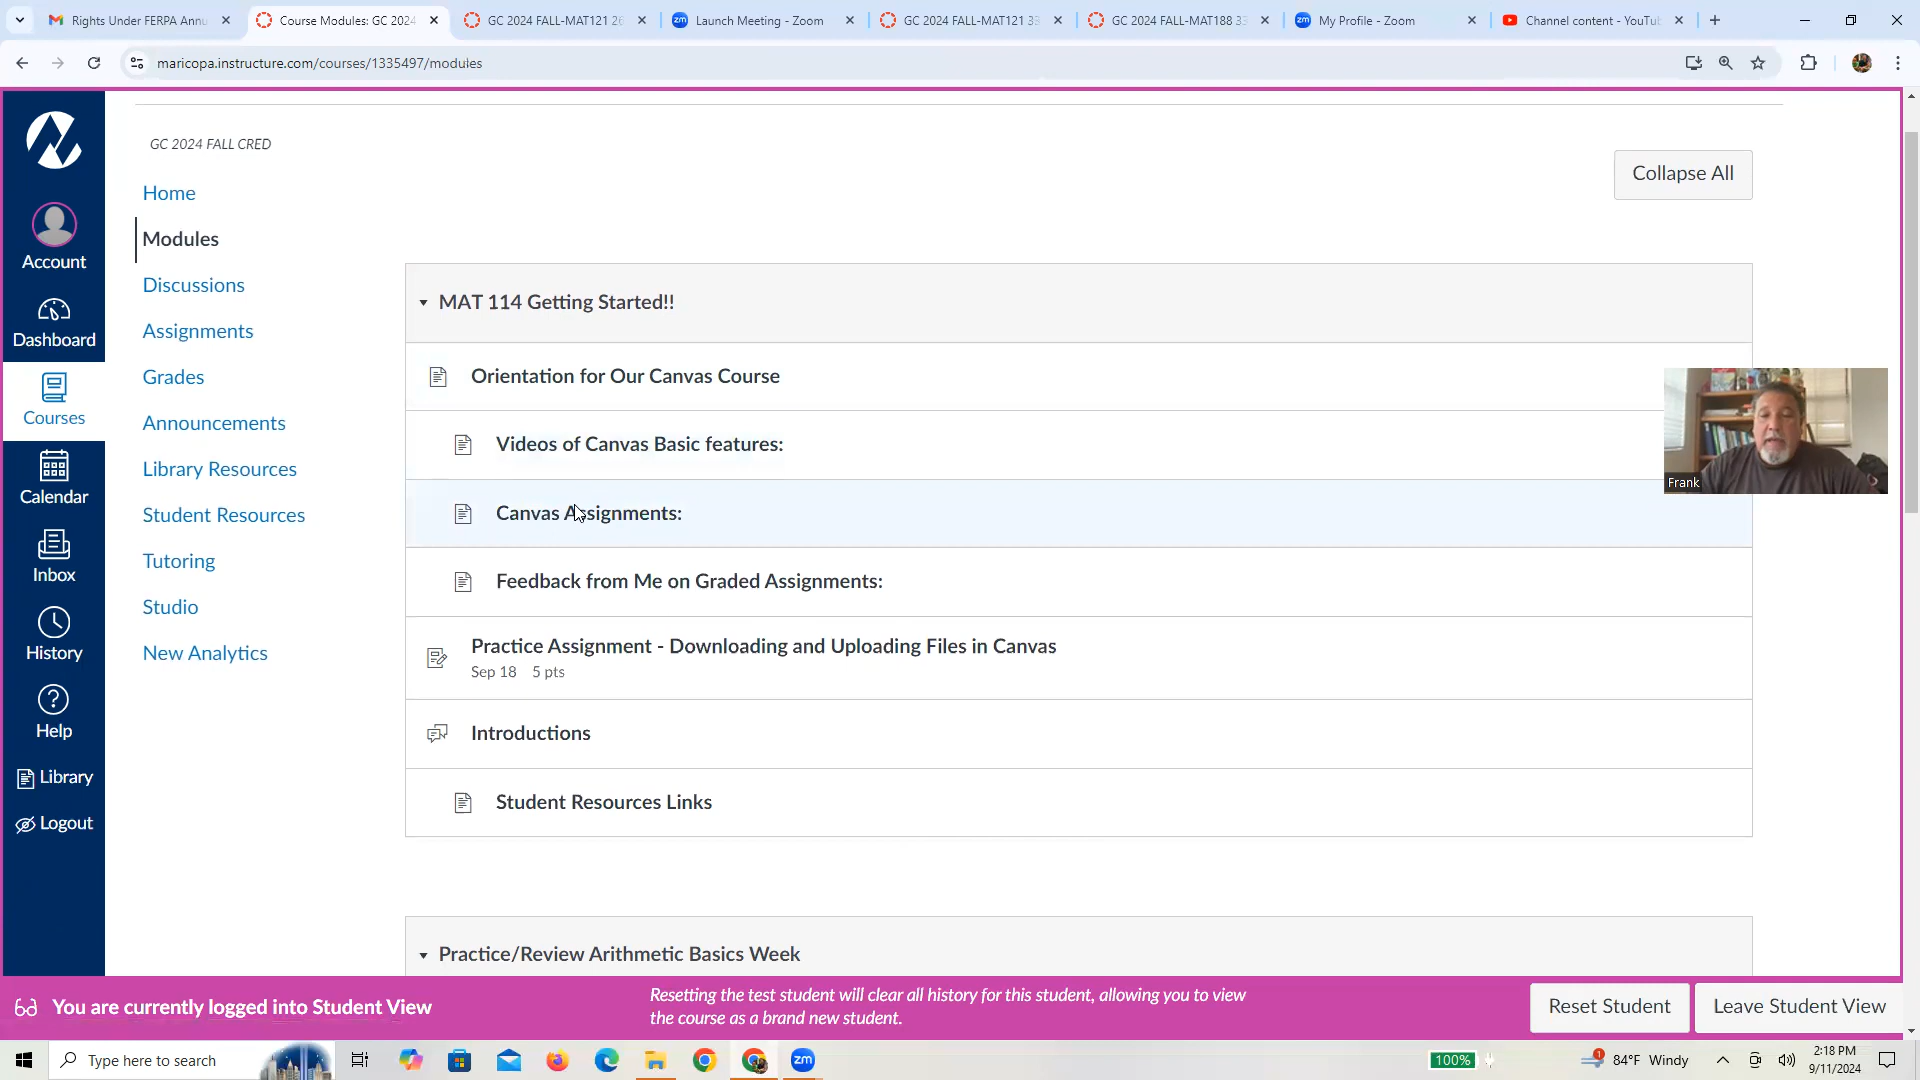 Rights Under FERPA Annu
Course Modules: GC 2024
GC 2024 FALL-MAT121 26
Launch Meeting - Zoom
GC 2024 FALL-MAT121 33
GC 2024 FALL-MAT188 33
My Profile - Zoom
Channel content - YouTu
maricopa.instructure.com/courses/1335497/modules
GC 2024 FALL CRED
Collapse All
Home
Modules
Discussions
Assignments
Grades
Announcements
Library Resources
Student Resources
Tutoring
Studio
New Analytics
Account
Dashboard
Courses
Calendar
Inbox
History
Help
Library
Logout
MAT 114 Getting Started!!
Orientation for Our Canvas Course
Videos of Canvas Basic features:
Canvas Assignments:
Feedback from Me on Graded Assignments:
Practice Assignment - Downloading and Uploading Files in Canvas
Sep 18 5 pts
Introductions
Student Resources Links
Practice/Review Arithmetic Basics Week
Frank
You are currently logged into Student View
Resetting the test student will clear all history for this student, allowing you to view
the course as a brand new student.
Reset Student
Leave Student View
Type here to search
zm
100%
1
84°F Windy
2:18 PM
9/11/2024